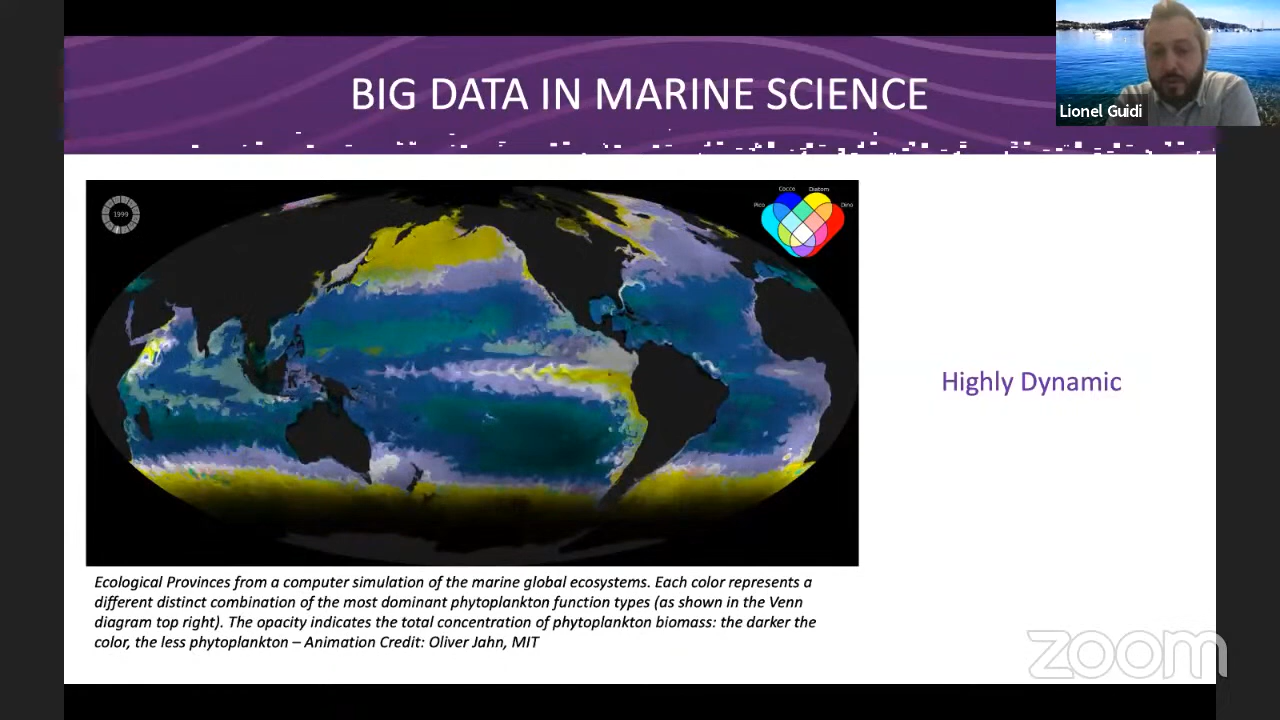 BIG DATA IN MARINE SCIENCE
Lionel Guidi
1999
Cocco Diatom
Pico Dino
Highly Dynamic
Ecological Provinces from a computer simulation of the marine global ecosystems. Each color represents a
different distinct combination of the most dominant phytoplankton function types (as shown in the Venn
diagram top right). The opacity indicates the total concentration of phytoplankton biomass: the darker the
color, the less phytoplankton – Animation Credit: Oliver Jahn, MIT
zoom